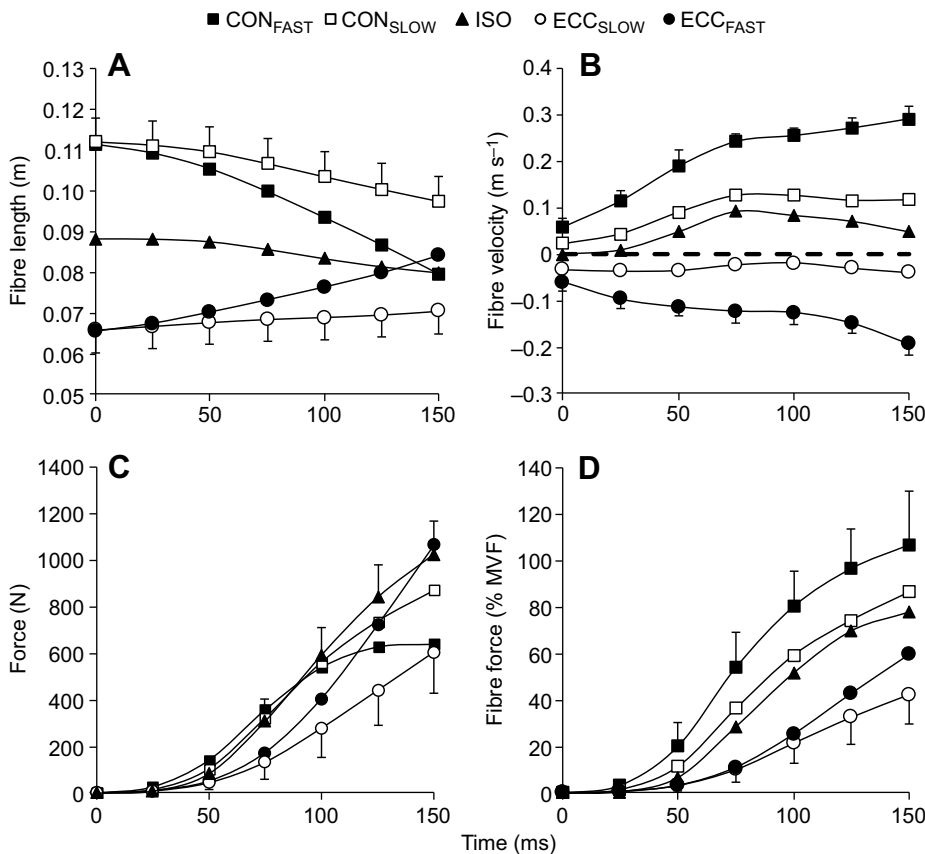 CON_FAST CON_SLOW ISO ECC_SLOW ECC_FAST
A
Fibre length (m)
0.13
0.12
0.11
0.10
0.09
0.08
0.07
0.06
0.05
0 50 100 150
B
Fibre velocity (m s⁻¹)
0.4
0.3
0.2
0.1
0
–0.1
–0.2
–0.3
0 50 100 150
C
Force (N)
1400
1200
1000
800
600
400
200
0
0 50 100 150
D
Fibre force (% MVF)
140
120
100
80
60
40
20
0
0 50 100 150
Time (ms)